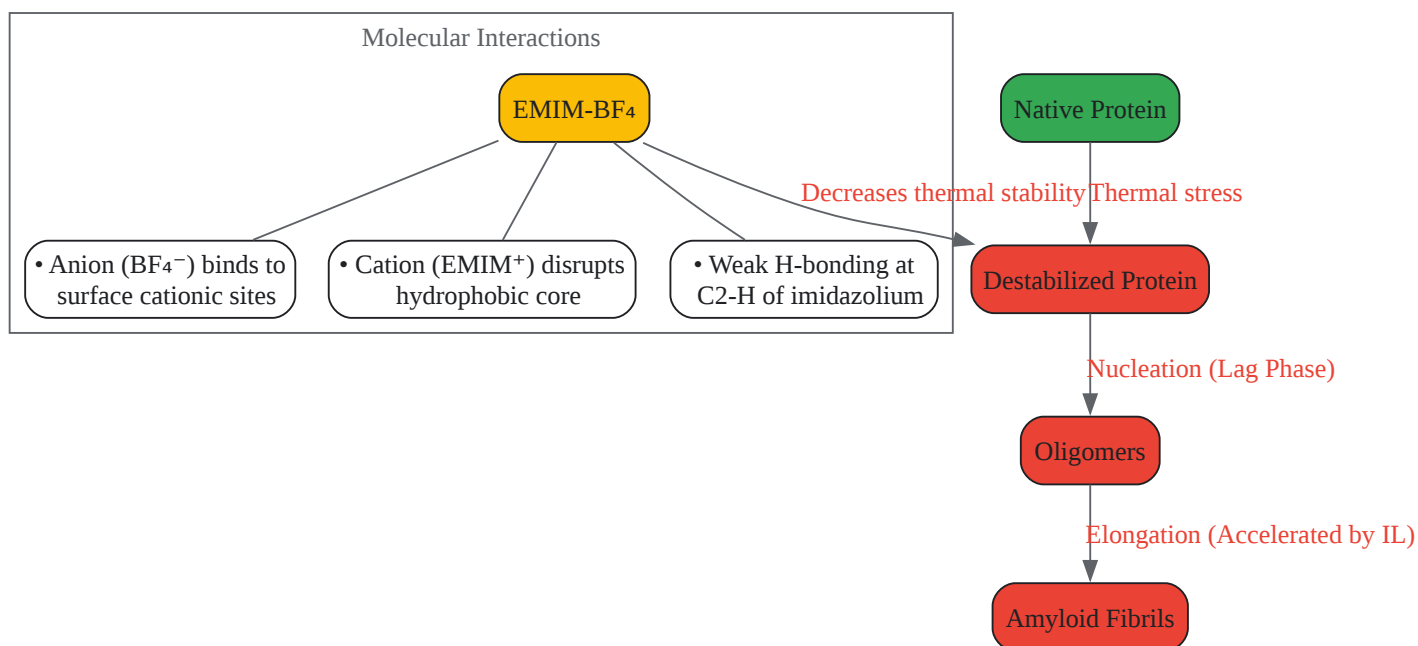 Molecular Interactions
EMIM-BF₄
Native Protein
Decreases thermal stability
Thermal stress
• Anion (BF₄⁻) binds to
surface cationic sites
• Cation (EMIM⁺) disrupts
hydrophobic core
• Weak H-bonding at
C2-H of imidazolium
Destabilized Protein
Nucleation (Lag Phase)
Oligomers
Elongation (Accelerated by IL)
Amyloid Fibrils